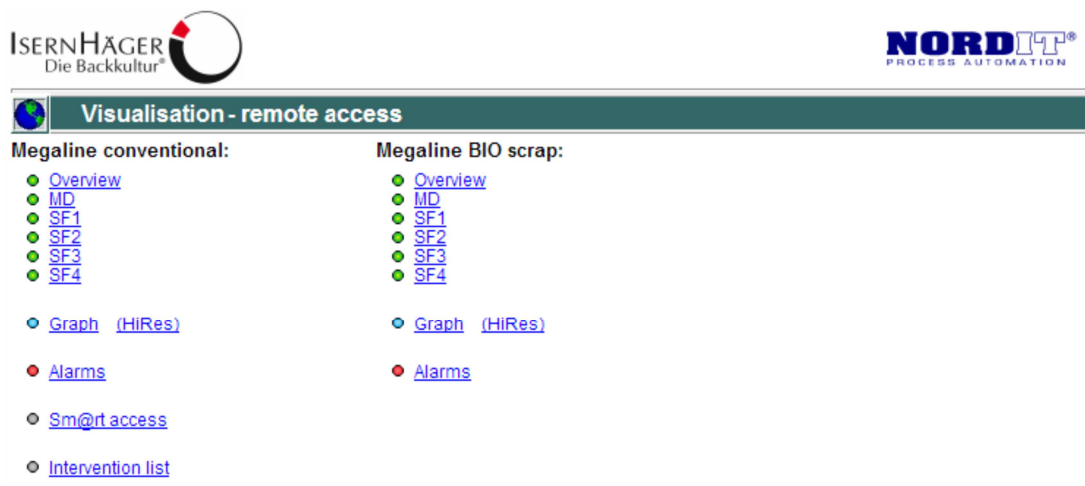 ISERNHÄGER
Die Backkultur®
NORDIT®
PROCESS AUTOMATION
Visualisation - remote access
Megaline conventional:
Overview
MD
SF1
SF2
SF3
SF4
Graph (HiRes)
Alarms
Sm@rt access
Intervention list
Megaline BIO scrap:
Overview
MD
SF1
SF2
SF3
SF4
Graph (HiRes)
Alarms